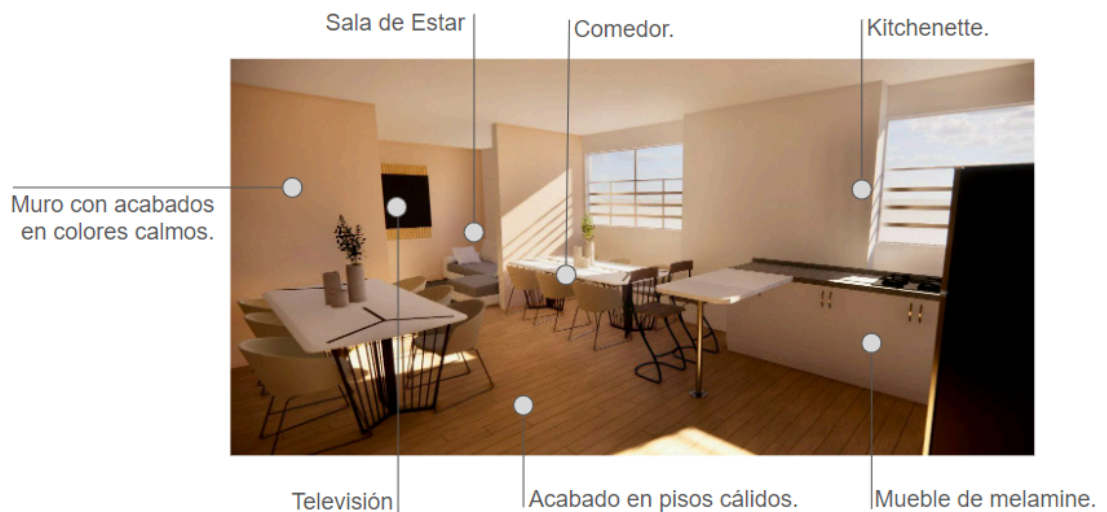 Sala de Estar
Comedor.
Kitchenette.
Muro con acabados
en colores calmos.
Televisión
Acabado en pisos cálidos.
Mueble de melamine.